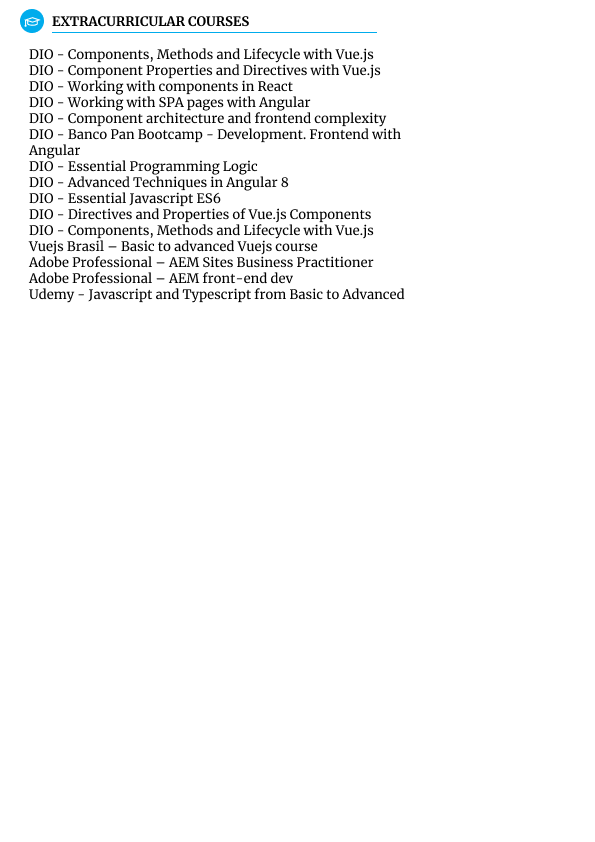 EXTRACURRICULAR COURSES
DIO - Components, Methods and Lifecycle with Vue.js
DIO - Component Properties and Directives with Vue.js
DIO - Working with components in React
DIO - Working with SPA pages with Angular
DIO - Component architecture and frontend complexity
DIO - Banco Pan Bootcamp - Development. Frontend with
Angular
DIO - Essential Programming Logic
DIO - Advanced Techniques in Angular 8
DIO - Essential Javascript ES6
DIO - Directives and Properties of Vue.js Components
DIO - Components, Methods and Lifecycle with Vue.js
Vuejs Brasil – Basic to advanced Vuejs course
Adobe Professional – AEM Sites Business Practitioner
Adobe Professional – AEM front-end dev
Udemy - Javascript and Typescript from Basic to Advanced